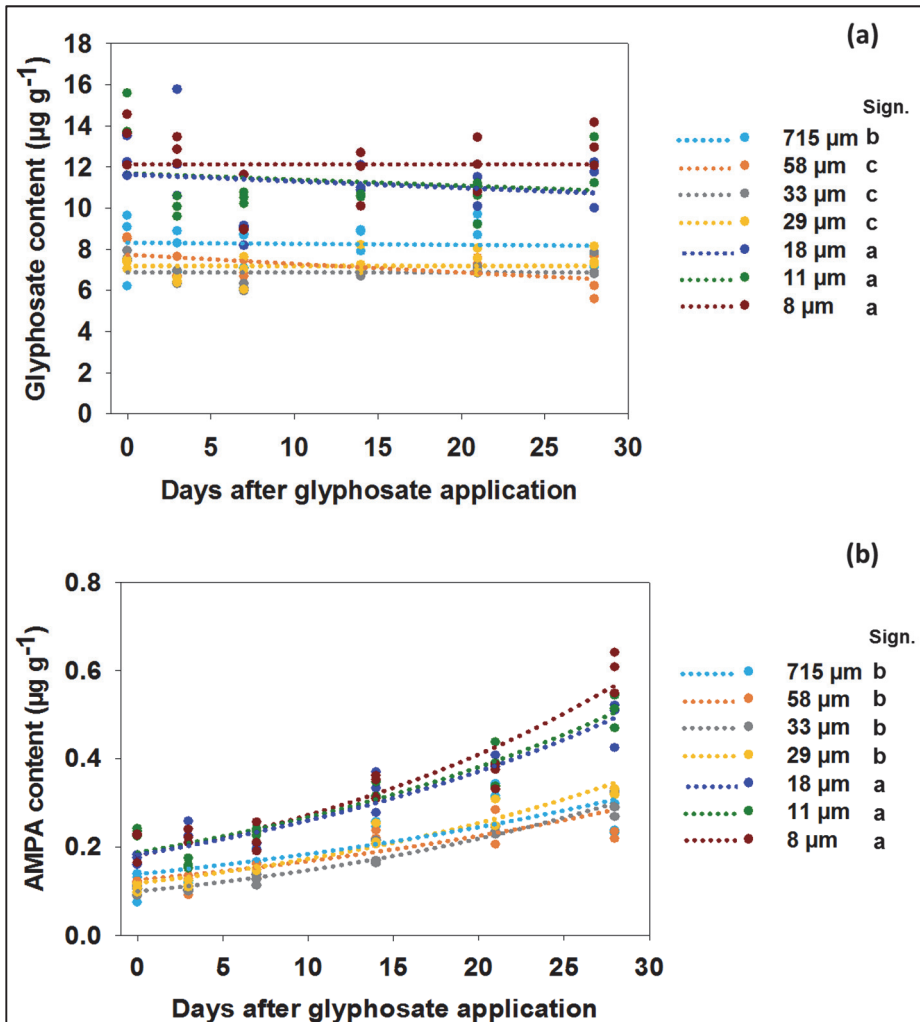 (a)
Glyphosate content (µg g⁻¹)
18
16
14
12
10
8
6
4
2
0
0 5 10 15 20 25 30
Days after glyphosate application
Sign.
715 µm b
58 µm c
33 µm c
29 µm c
18 µm a
11 µm a
8 µm a
(b)
AMPA content (µg g⁻¹)
0.8
0.6
0.4
0.2
0.0
0 5 10 15 20 25 30
Days after glyphosate application
Sign.
715 µm b
58 µm b
33 µm b
29 µm b
18 µm a
11 µm a
8 µm a